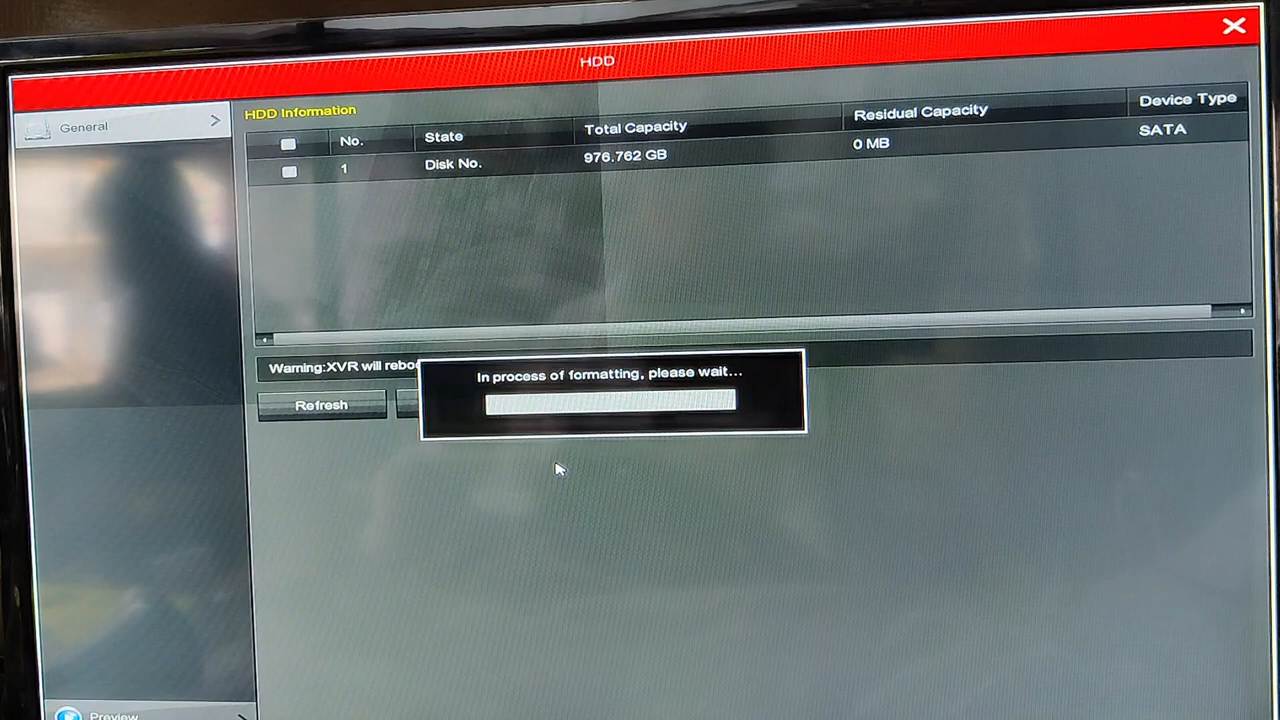 HDD
General
HDD Information
No. State Total Capacity Residual Capacity Device Type
1 Disk No. 976.762 GB 0 MB SATA
Warning:XVR will
In process of formatting, please wait...
Refresh
Preview